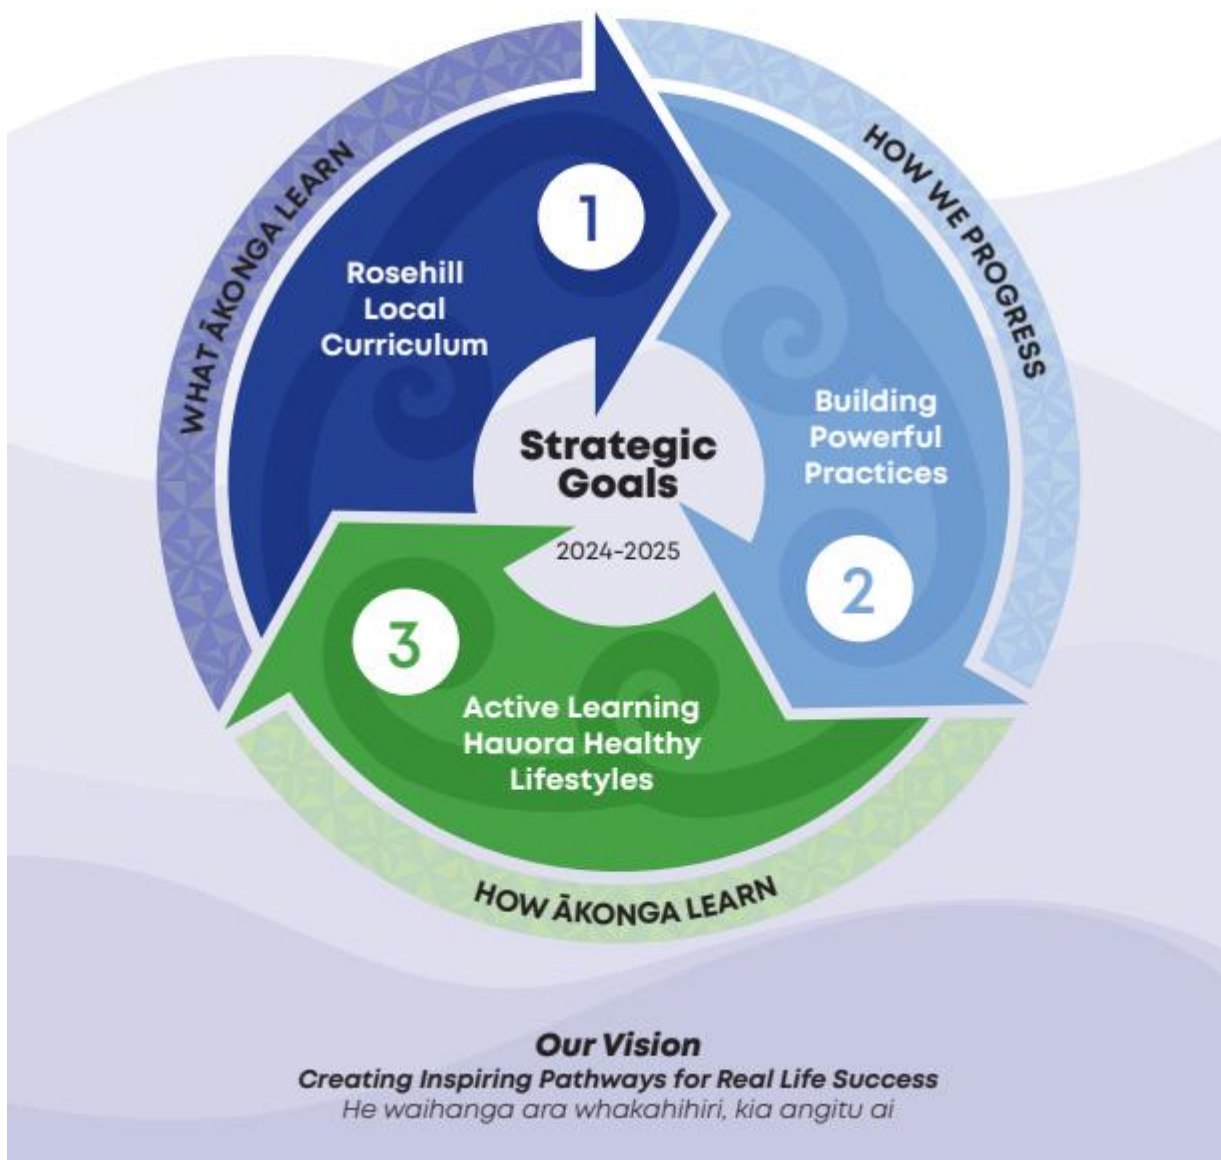 Strategic
Goals
2024-2025
WHAT ĀKONGA LEARN
1
Rosehill
Local
Curriculum
HOW WE PROGRESS
Building
Powerful
Practices
2
3
Active Learning
Hauora Healthy
Lifestyles
HOW ĀKONGA LEARN
Our Vision
Creating Inspiring Pathways for Real Life Success
He waihanga ara whakahihiri, kia angitu ai